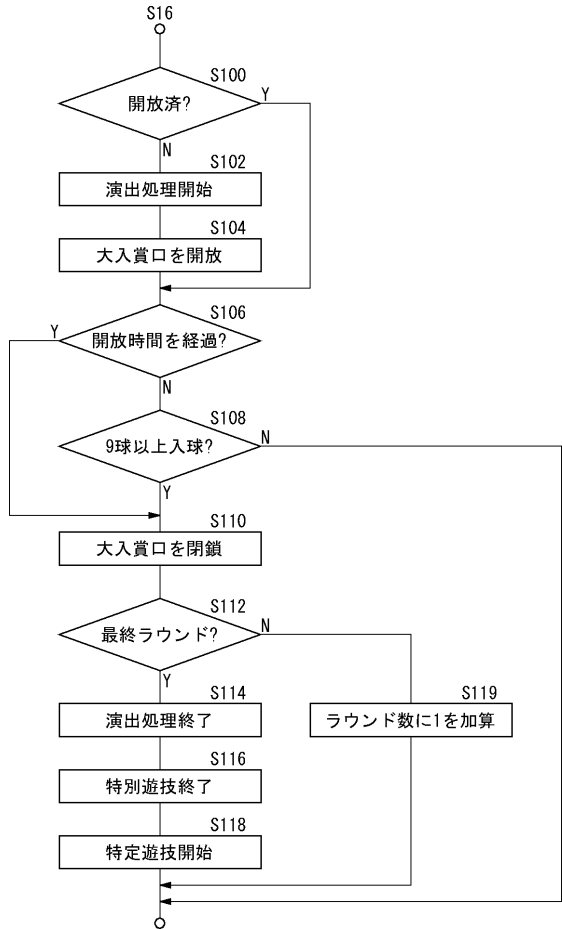 S16
S100
開放済?
Y
N
S102
演出処理開始
S104
大入賞口を開放
S106
Y
開放時間を経過?
N
S108
9球以上入球?
N
Y
S110
大入賞口を閉鎖
S112
最終ラウンド?
N
Y
S114
演出処理終了
S119
ラウンド数に1を加算
S116
特別遊技終了
S118
特定遊技開始